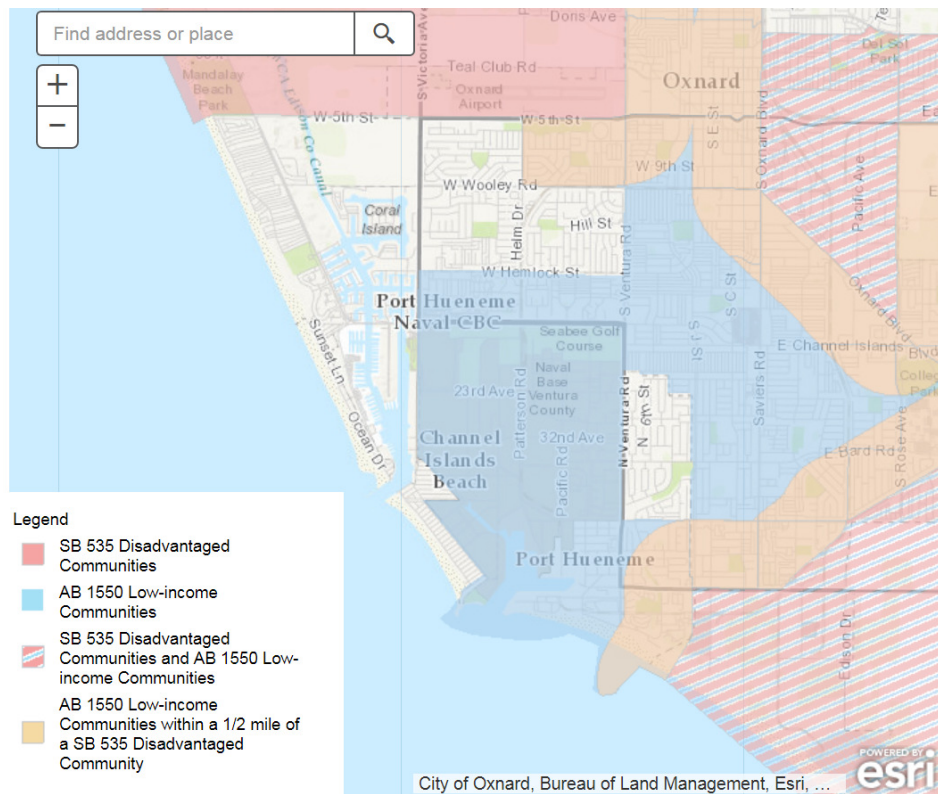 Find address or place
Doris Ave
Del Sol
Park
Mandalay
Beach
Park
S Victoria Ave
Teal Club Rd
Oxnard
Airport
Oxnard
Edison Co Canal
W 5th St
W 5th St
S E St
S Oxnard Blvd
Ea
W 9th St
W Wooley Rd
Pacific Ave
E
Coral
Island
Helm Dr
Hill St
S Ventura Rd
W Hemlock St
S C St
Oxnard Blvd
Port Hueneme
Naval CBC
Seabee Golf
Course
S J St
E Channel Islands Blvd
Sunset Ln
Naval
Base
Ventura
County
23rd Ave
Patterson Rd
N Ventura Rd
N 6th St
Saviers Rd
Colleg
Park
Ocean Dr
Channel
Islands
Beach
32nd Ave
Pacific Rd
E Bard Rd
S Rose Ave
Port Hueneme
Edison Dr
Legend
SB 535 Disadvantaged
Communities
AB 1550 Low-income
Communities
SB 535 Disadvantaged
Communities and AB 1550 Low-
income Communities
AB 1550 Low-income
Communities within a 1/2 mile of
a SB 535 Disadvantaged
Community
POWERED BY
esri
City of Oxnard, Bureau of Land Management, Esri, ...